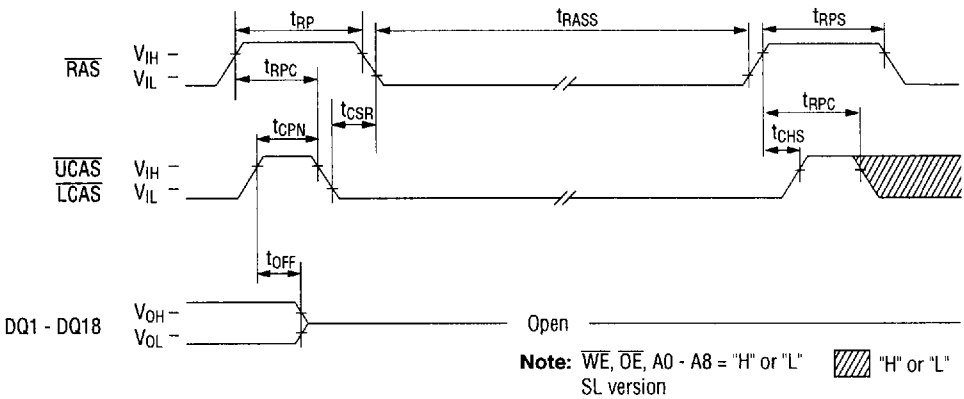 tRP
tRASS
tRPS
RAS
VIH
VIL
tRPC
tCSR
tRPC
tCPN
tCHS
UCAS
LCAS
VIH
VIL
tOFF
DQ1 - DQ18
VOH
VOL
Open
Note: WE, OE, A0 - A8 = "H" or "L"
SL version
"H" or "L"